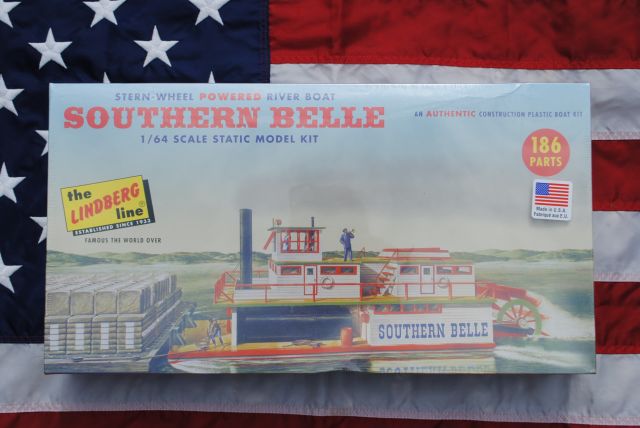 STERN-WHEEL POWERED RIVER BOAT
SOUTHERN BELLE
1/64 SCALE STATIC MODEL KIT
AN AUTHENTIC CONSTRUCTION PLASTIC BOAT KIT
186
PARTS
Made in U.S.A
Fabriqué aux É.U.
the
LINDBERG
line®
ESTABLISHED SINCE 1933
FAMOUS THE WORLD OVER
SOUTHERN BELLE